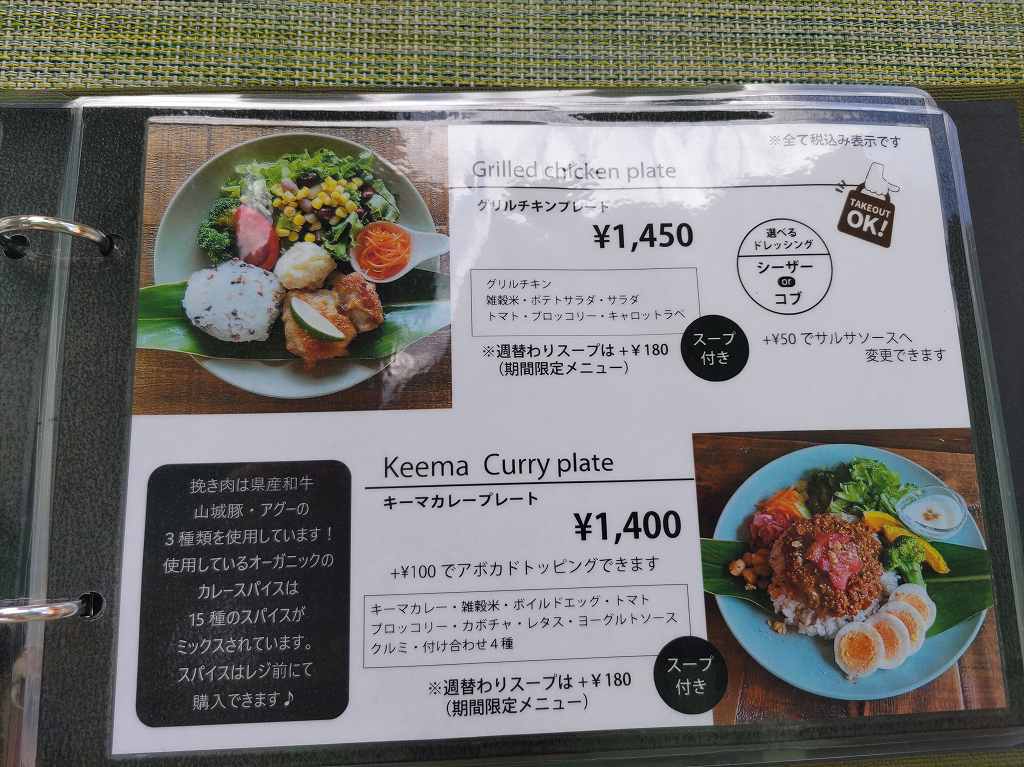 ※全て税込み表示です
Grilled chicken plate
グリルチキンプレート
¥1,450
TAKEOUT
OK!
選べる
ドレッシング
シーザー
or
コブ
グリルチキン
雑穀米・ポテトサラダ・サラダ
トマト・ブロッコリー・キャロットラペ
※週替わりスープは +￥180
（期間限定メニュー）
スープ
付き
+¥50 でサルサソースへ
変更できます
Keema Curry plate
キーマカレープレート
¥1,400
+¥100 でアボカドトッピングできます
キーマカレー・雑穀米・ボイルドエッグ・トマト
ブロッコリー・カボチャ・レタス・ヨーグルトソース
クルミ・付け合わせ４種
※週替わりスープは +￥180
（期間限定メニュー）
スープ
付き
挽き肉は県産和牛
山城豚・アグーの
3 種類を使用しています！
使用しているオーガニックの
カレースパイスは
15 種のスパイスが
ミックスされています。
スパイスはレジ前にて
購入できます♪